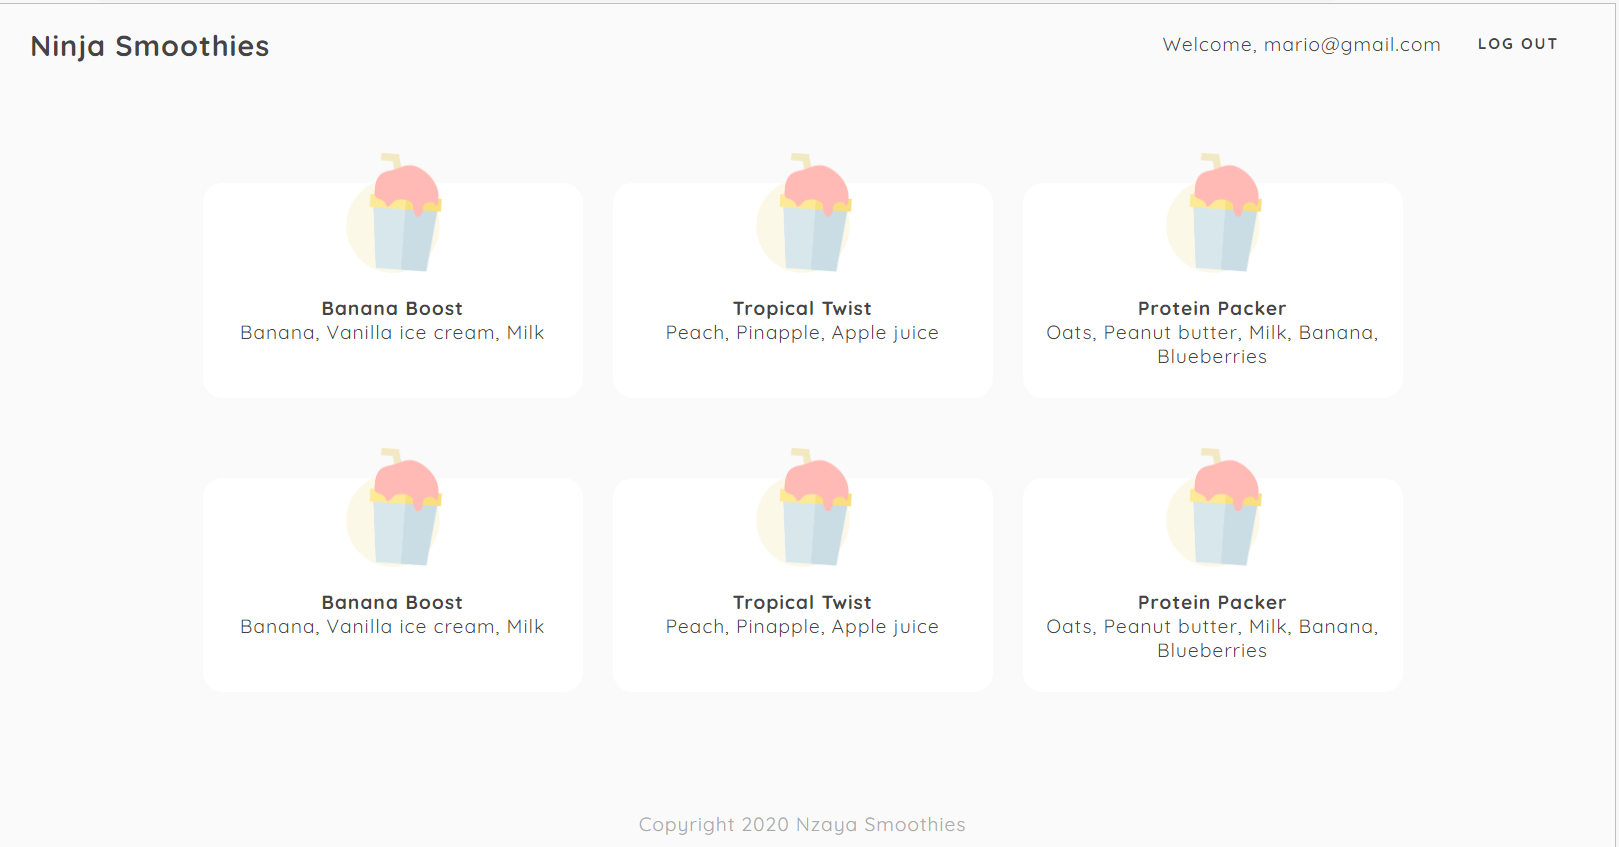 Ninja Smoothies
Welcome, mario@gmail.com
LOG OUT
Banana Boost
Banana, Vanilla ice cream, Milk
Tropical Twist
Peach, Pinapple, Apple juice
Protein Packer
Oats, Peanut butter, Milk, Banana,
Blueberries
Banana Boost
Banana, Vanilla ice cream, Milk
Tropical Twist
Peach, Pinapple, Apple juice
Protein Packer
Oats, Peanut butter, Milk, Banana,
Blueberries
Copyright 2020 Nzaya Smoothies